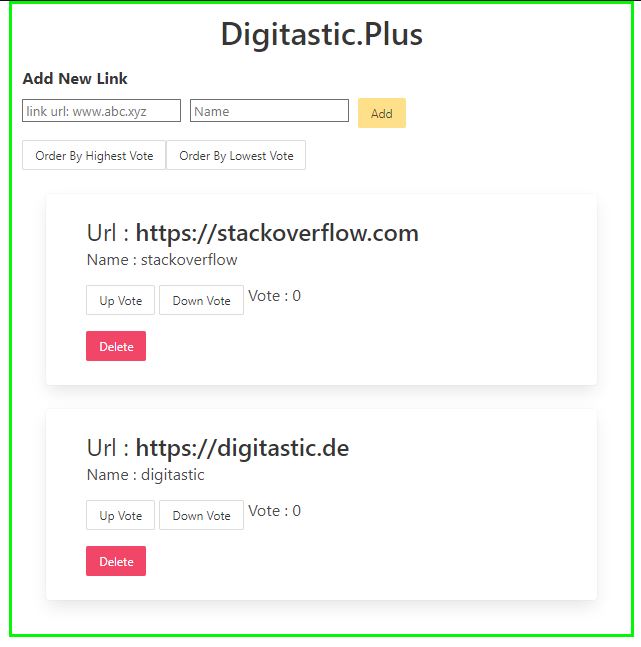 Digitastic.Plus
Add New Link
link url: www.abc.xyz Name Add
Order By Highest Vote Order By Lowest Vote
Url : https://stackoverflow.com
Name : stackoverflow
Up Vote Down Vote Vote : 0
Delete
Url : https://digitastic.de
Name : digitastic
Up Vote Down Vote Vote : 0
Delete